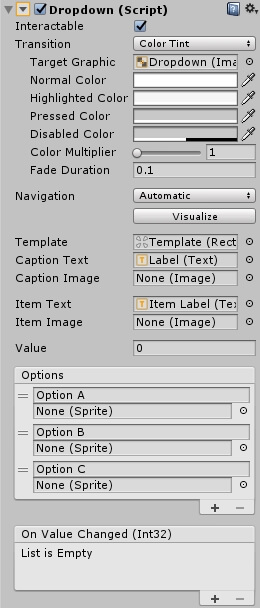 Dropdown (Script)
Interactable
Transition Color Tint
Target Graphic Dropdown (Ima
Normal Color
Highlighted Color
Pressed Color
Disabled Color
Color Multiplier 1
Fade Duration 0.1
Navigation Automatic
Visualize
Template Template (Rect
Caption Text Label (Text)
Caption Image None (Image)
Item Text Item Label (Te
Item Image None (Image)
Value 0
Options
Option A
None (Sprite)
Option B
None (Sprite)
Option C
None (Sprite)
+ −
On Value Changed (Int32)
List is Empty
+ −